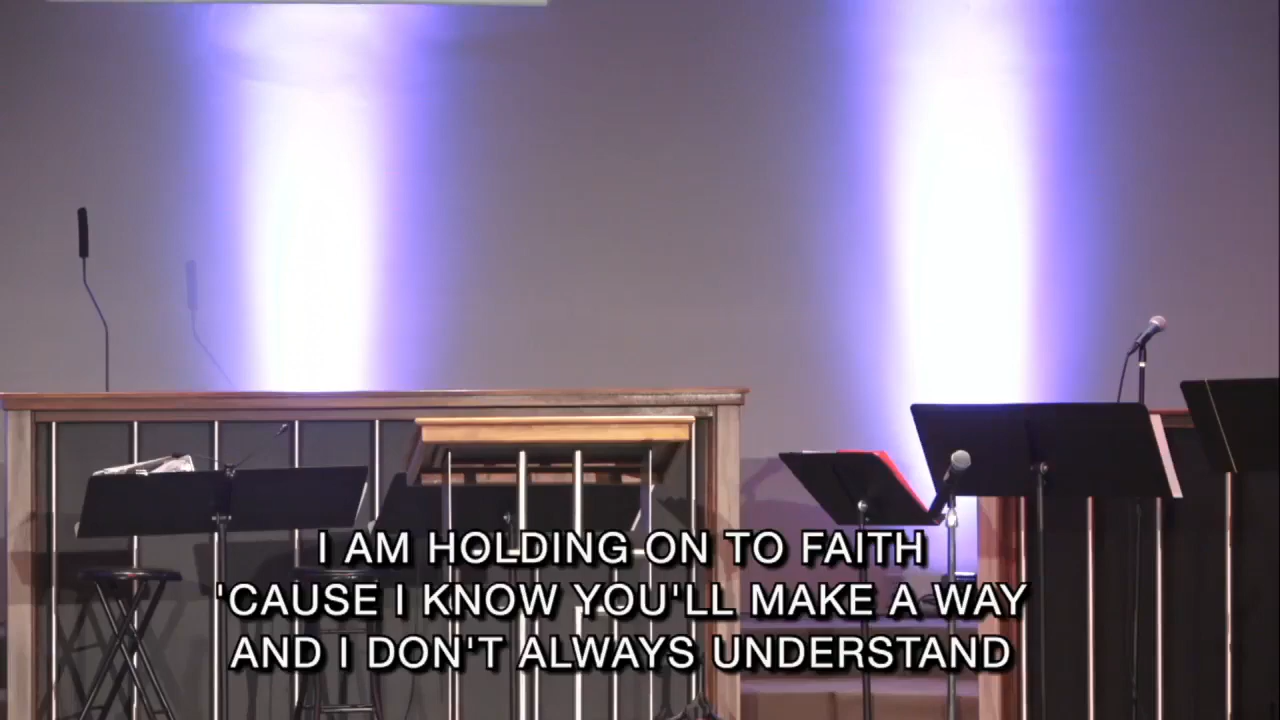 I AM HOLDING ON TO FAITH
'CAUSE I KNOW YOU'LL MAKE A WAY
AND I DON'T ALWAYS UNDERSTAND